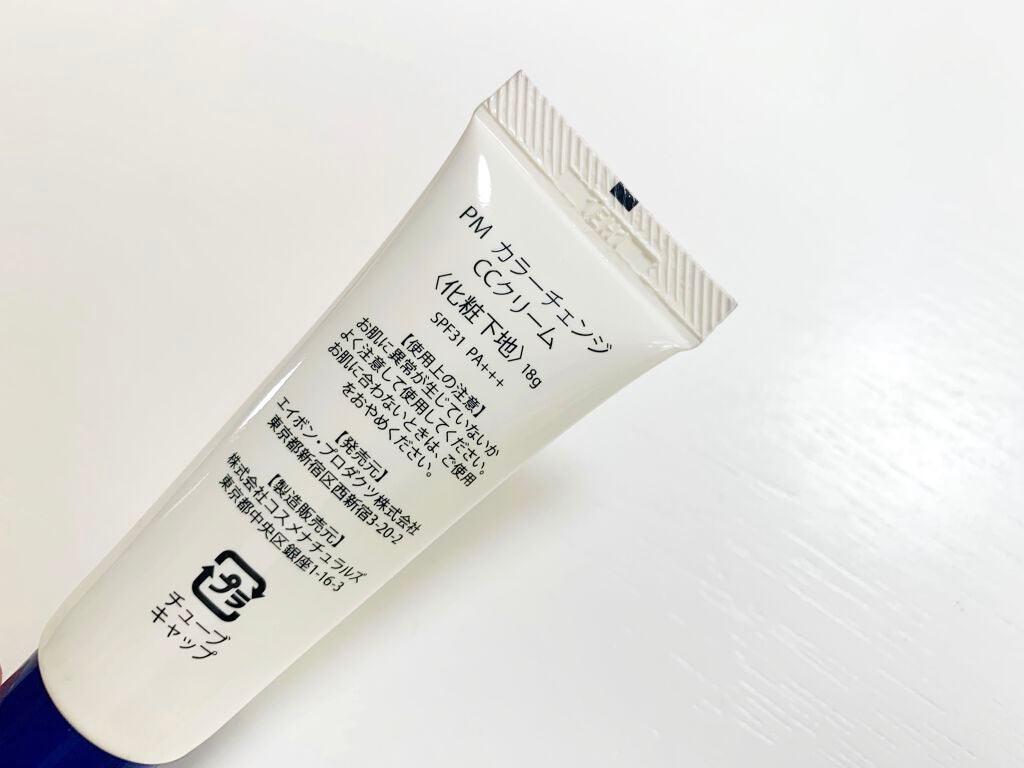 PM カラーチェンジ
CCクリーム
〈化粧下地〉18g
SPF31 PA+++
【使用上の注意】
お肌に異常が生じていないか
よく注意して使用してください。
お肌に合わないときは、ご使用
をおやめください。
【発売元】
エイボン・プロダクツ株式会社
東京都新宿区西新宿3-20-2
【製造販売元】
株式会社コスメナチュラルズ
東京都中央区銀座1-16-3
プラ
チューブ
キャップ